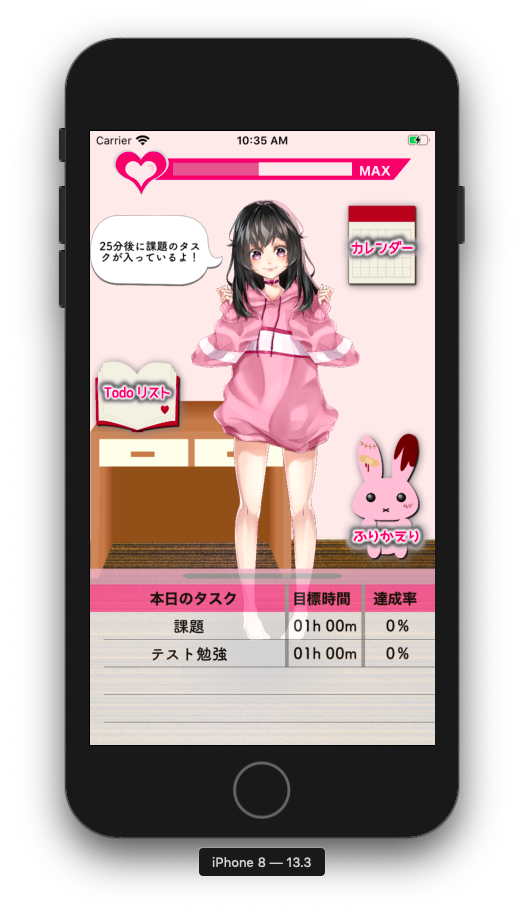 Carrier 10:35 AM
MAX
25分後に課題のタス
クが入っているよ！
カレンダー
Todoリスト
ふりかえり
本日のタスク 目標時間 達成率
課題 01h 00m 0%
テスト勉強 01h 00m 0%
iPhone 8 — 13.3